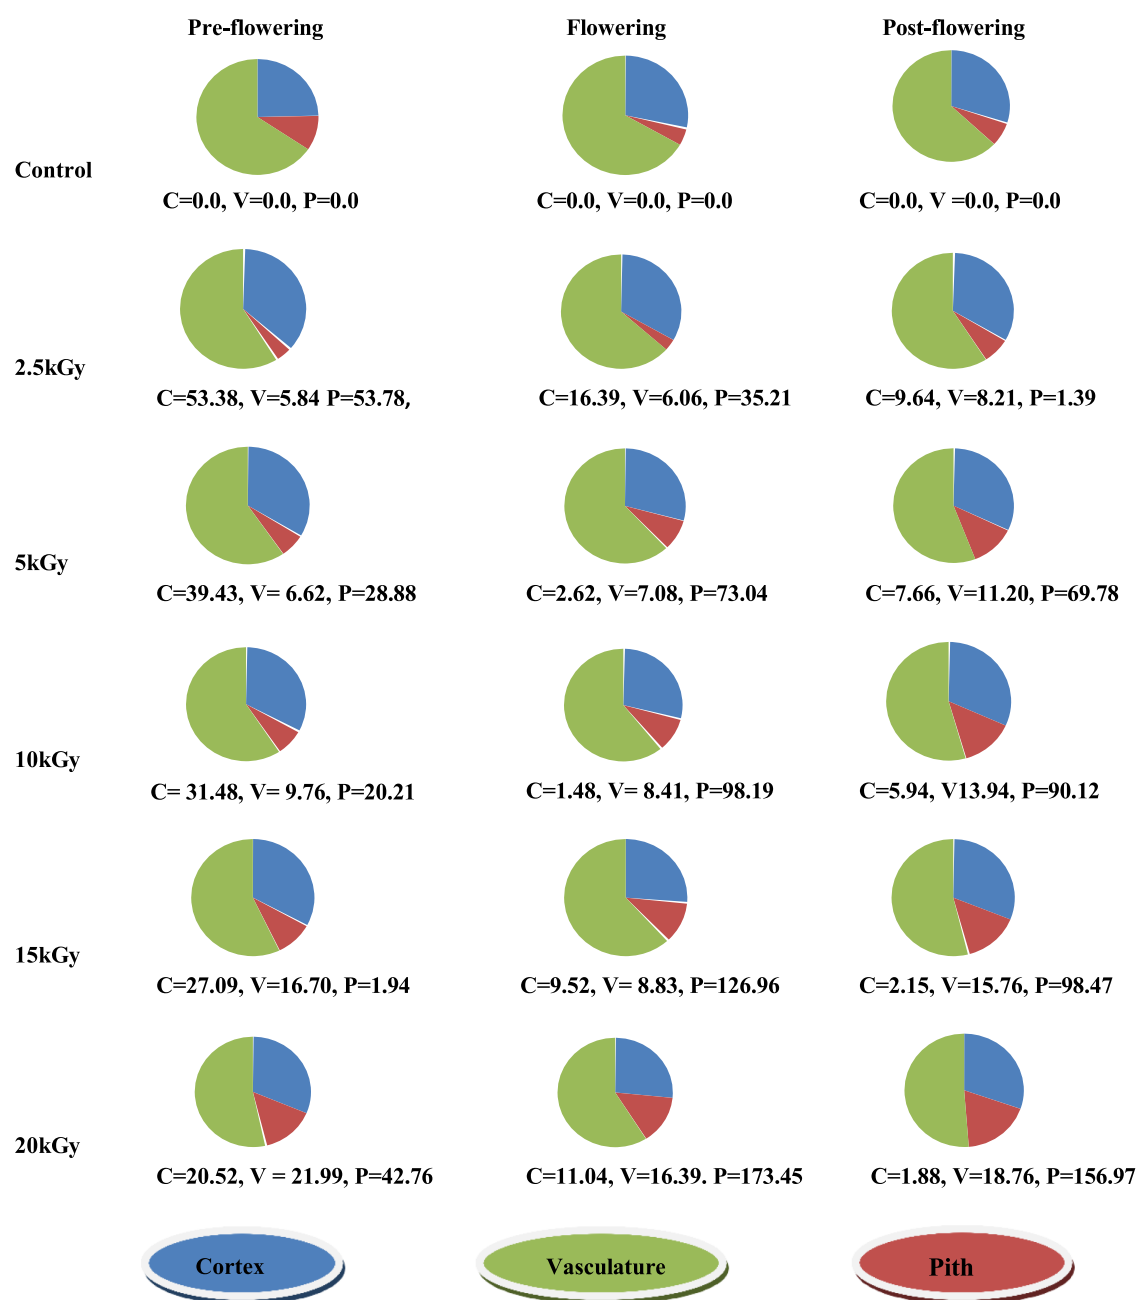 Pre-flowering Flowering Post-flowering
Control
C=0.0, V=0.0, P=0.0 C=0.0, V=0.0, P=0.0 C=0.0, V =0.0, P=0.0
2.5kGy
C=53.38, V=5.84 P=53.78, C=16.39, V=6.06, P=35.21 C=9.64, V=8.21, P=1.39
5kGy
C=39.43, V= 6.62, P=28.88 C=2.62, V=7.08, P=73.04 C=7.66, V=11.20, P=69.78
10kGy
C= 31.48, V= 9.76, P=20.21 C=1.48, V= 8.41, P=98.19 C=5.94, V13.94, P=90.12
15kGy
C=27.09, V=16.70, P=1.94 C=9.52, V= 8.83, P=126.96 C=2.15, V=15.76, P=98.47
20kGy
C=20.52, V = 21.99, P=42.76 C=11.04, V=16.39. P=173.45 C=1.88, V=18.76, P=156.97
Cortex Vasculature Pith